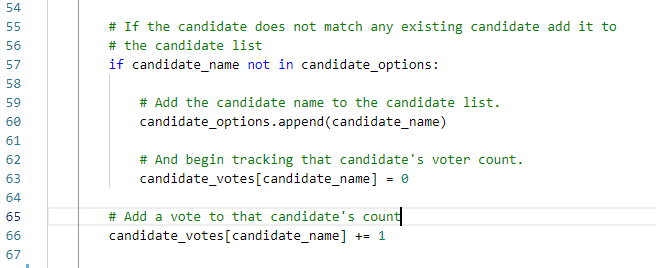 54
55 # If the candidate does not match any existing candidate add it to
56 # the candidate list
57 if candidate_name not in candidate_options:
58
59 # Add the candidate name to the candidate list.
60 candidate_options.append(candidate_name)
61
62 # And begin tracking that candidate's voter count.
63 candidate_votes[candidate_name] = 0
64
65 # Add a vote to that candidate's count
66 candidate_votes[candidate_name] += 1
67